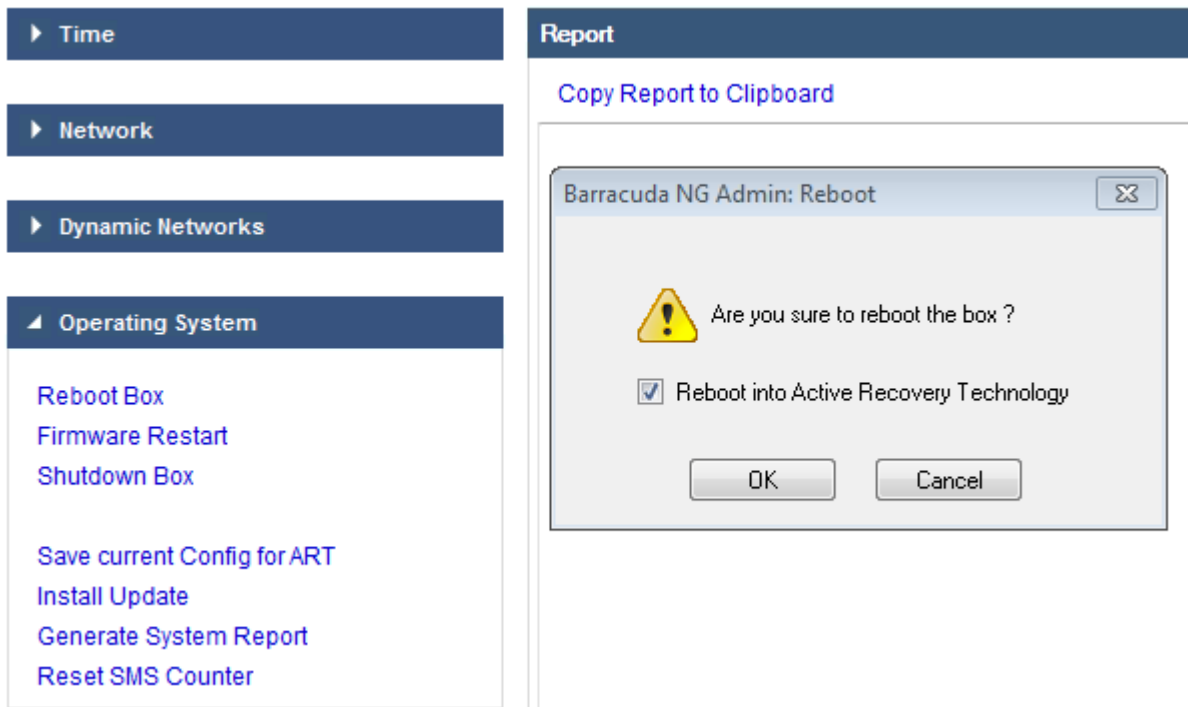 Time
Network
Dynamic Networks
Operating System
Reboot Box
Firmware Restart
Shutdown Box
Save current Config for ART
Install Update
Generate System Report
Reset SMS Counter
Report
Copy Report to Clipboard
Barracuda NG Admin: Reboot
Are you sure to reboot the box ?
Reboot into Active Recovery Technology
OK
Cancel